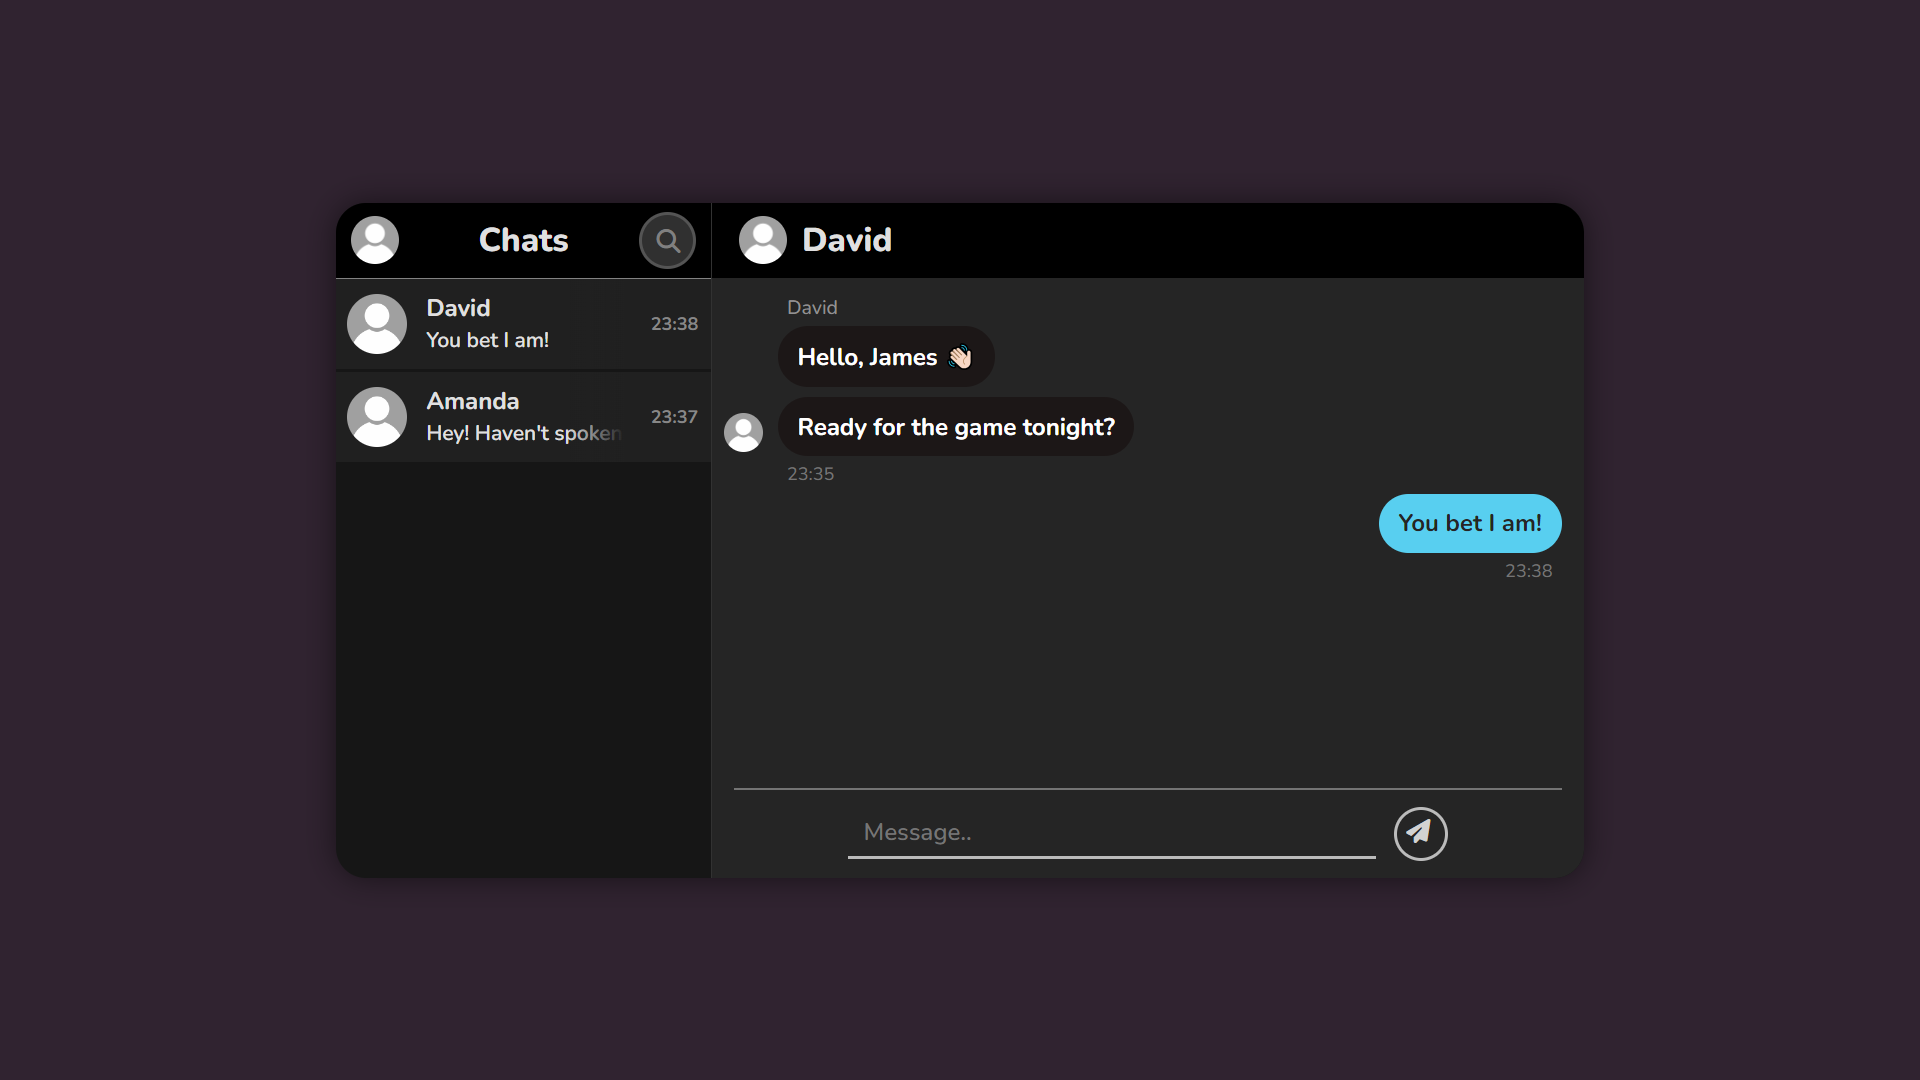 Chats
David
You bet I am!
23:38
Amanda
Hey! Haven't spoken
23:37
David
David
Hello, James 👋🏻
Ready for the game tonight?
23:35
You bet I am!
23:38
Message..